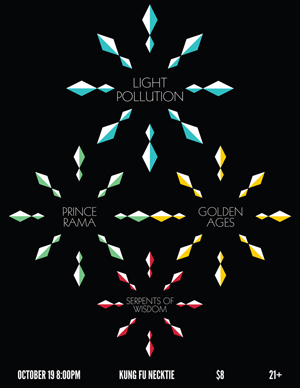 LIGHT
POLLUTION
PRINCE
RAMA
GOLDEN
AGES
SERPENTS OF
WISDOM
OCTOBER 19 8:00PM KUNG FU NECKTIE $8 21+